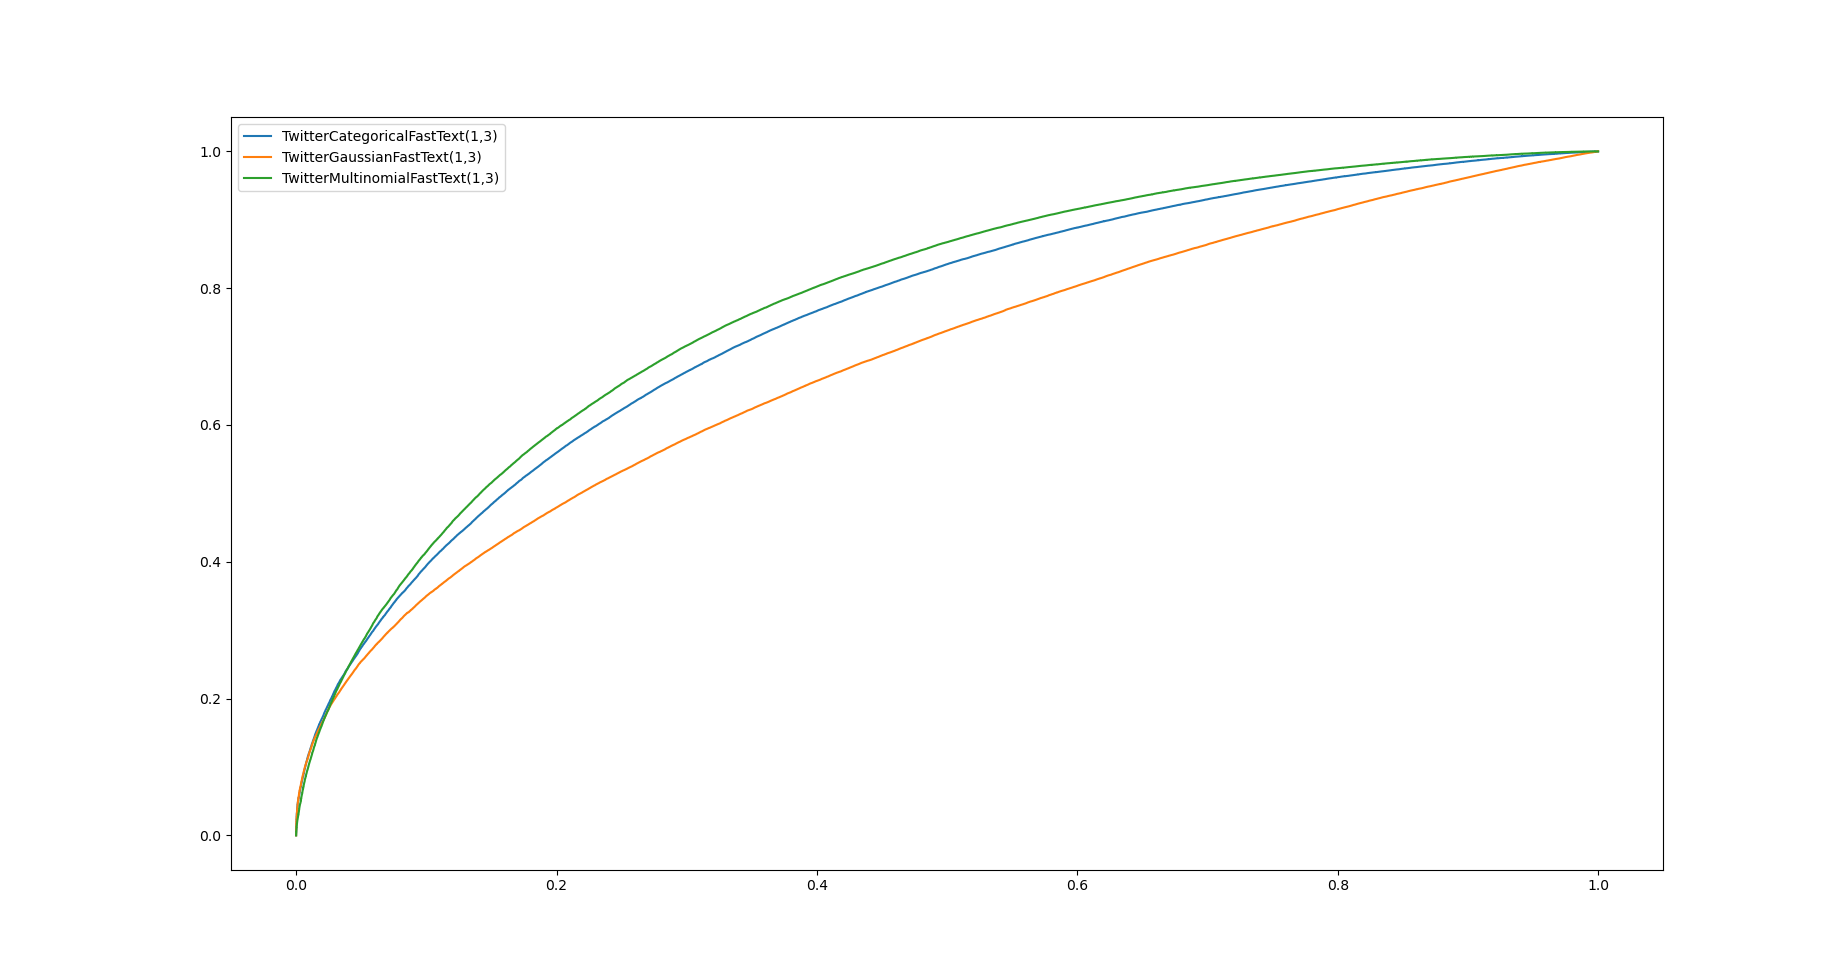 TwitterCategoricalFastText(1,3)
TwitterGaussianFastText(1,3)
TwitterMultinomialFastText(1,3)
1.0
0.8
0.6
0.4
0.2
0.0
0.0 0.2 0.4 0.6 0.8 1.0